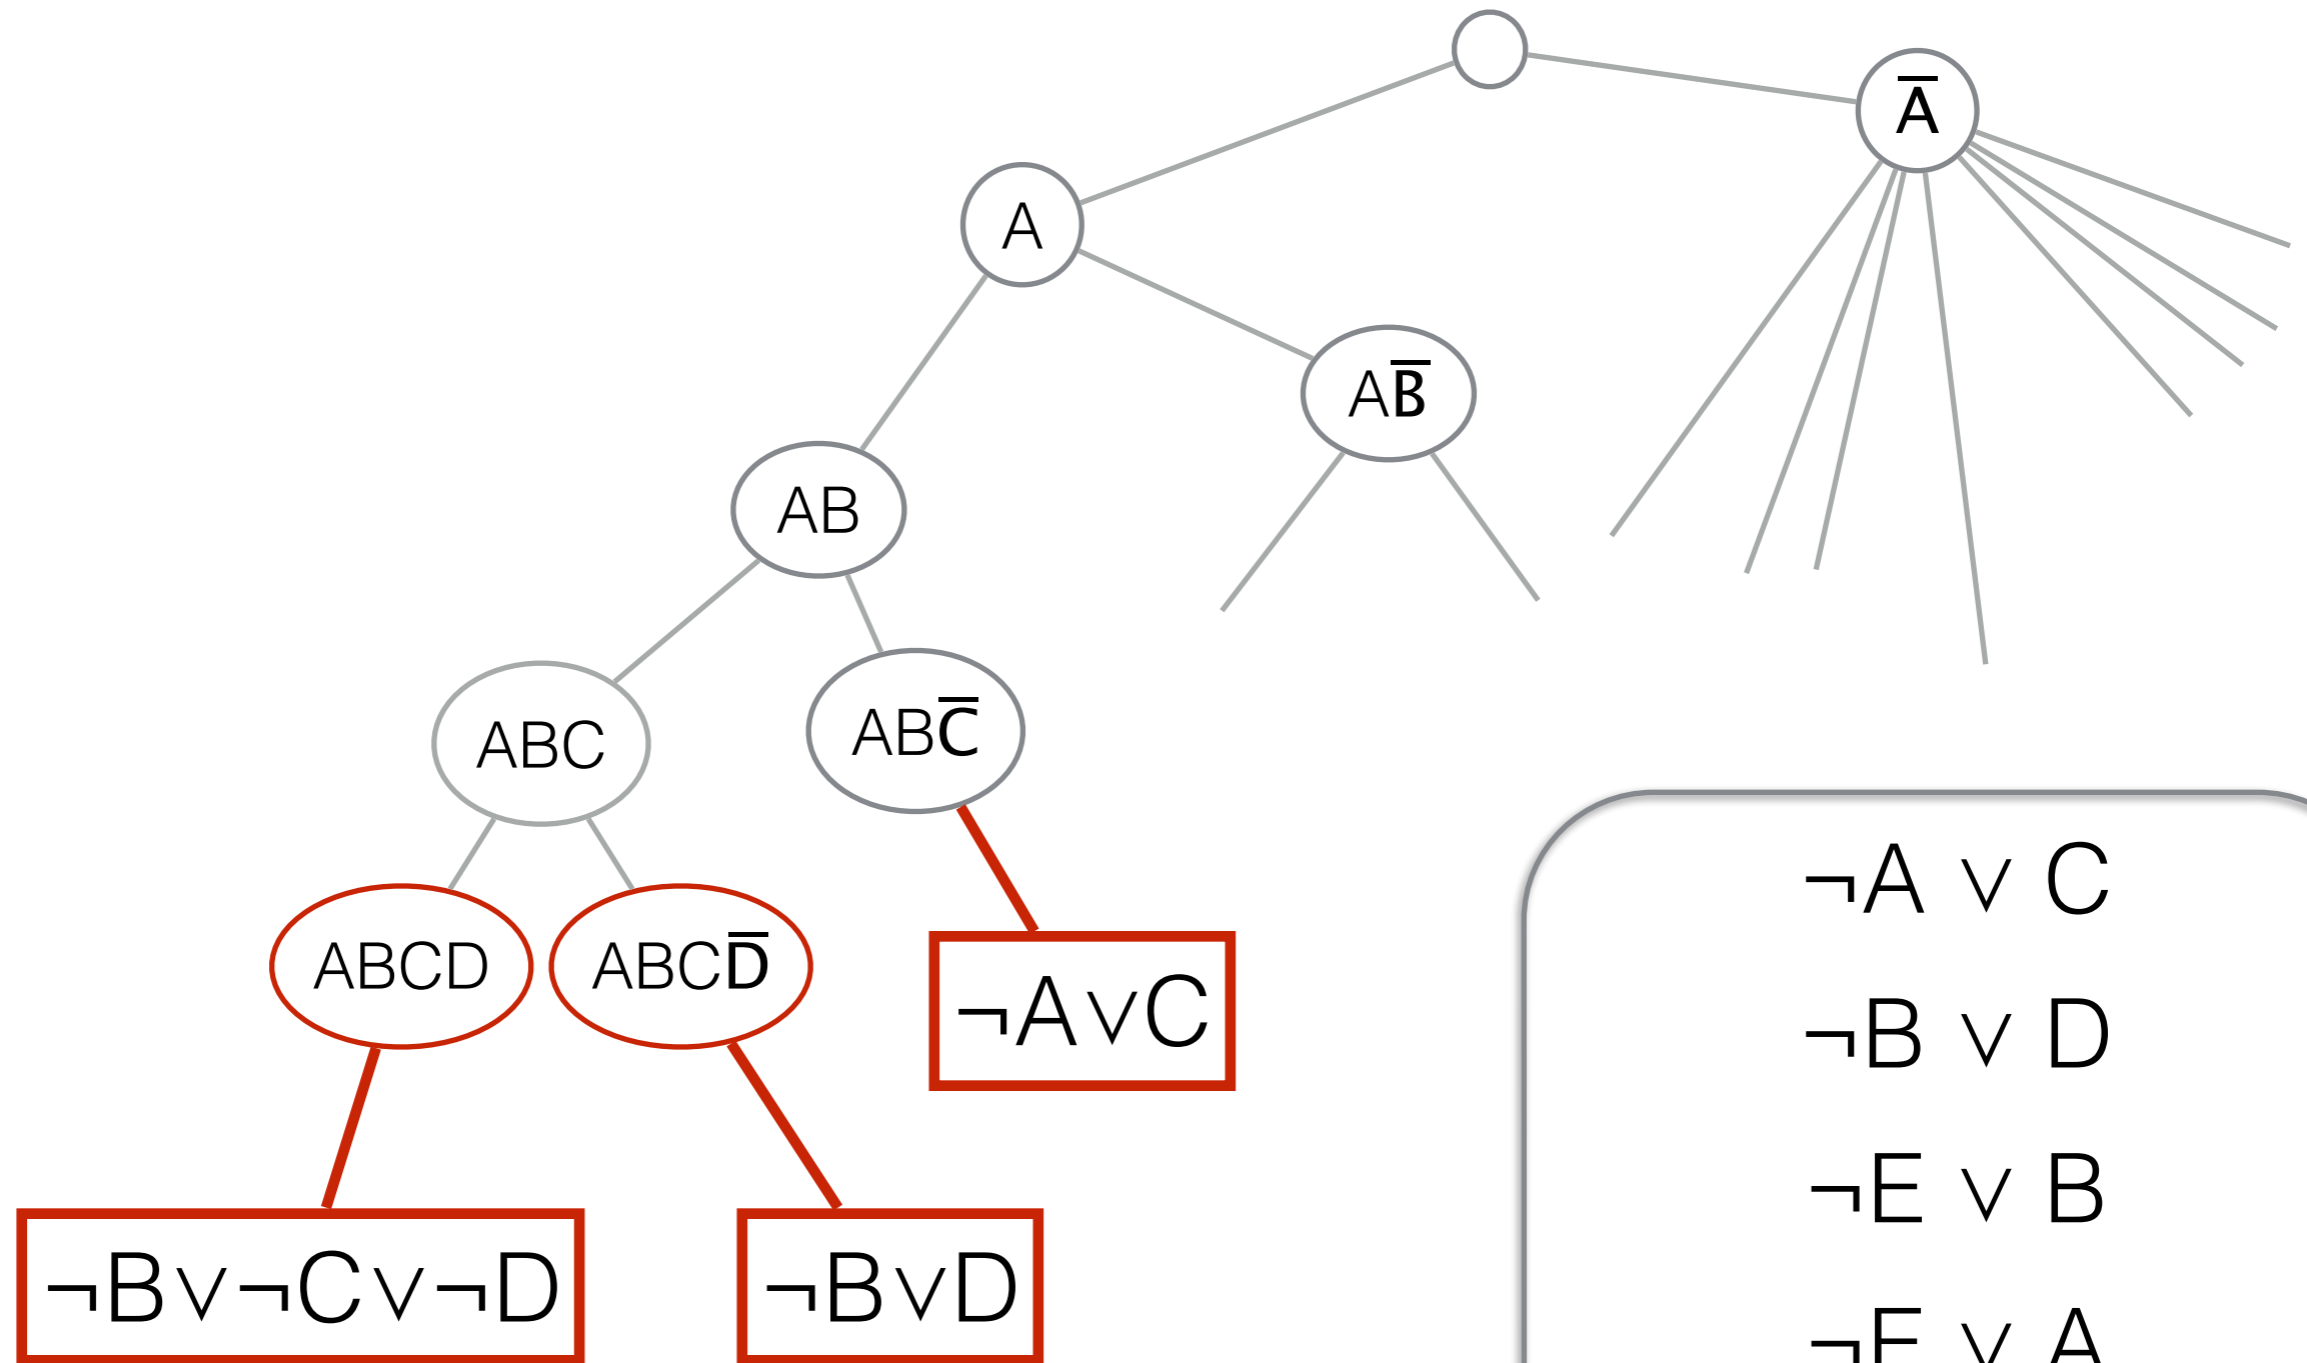 A̅
A
AB̅
AB
ABC
ABC̅
ABCD
ABCD̅
¬A∨C
¬B∨¬C∨¬D
¬B∨D
¬A ∨ C
¬B ∨ D
¬E ∨ B